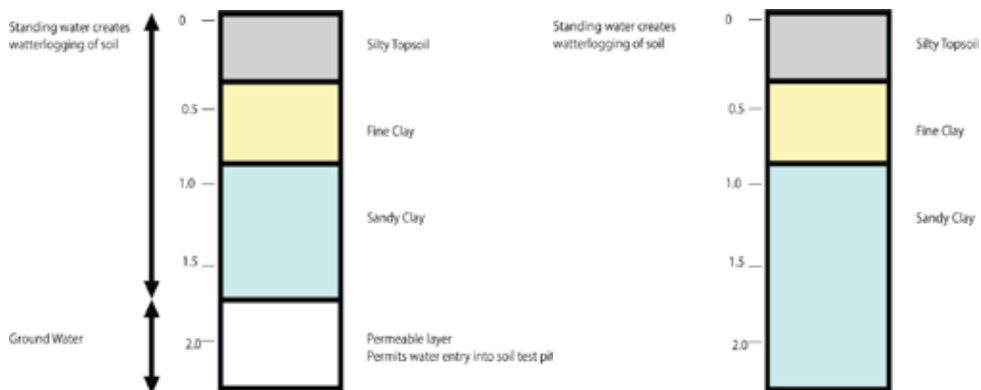 Standing water creates
watterlogging of soil
0
Silty Topsoil
0.5
Fine Clay
1.0
Sandy Clay
1.5
Ground Water
2.0
Permeable layer
Permits water entry into soil test pit
Standing water creates
watterlogging of soil
0
Silty Topsoil
0.5
Fine Clay
1.0
Sandy Clay
1.5
2.0